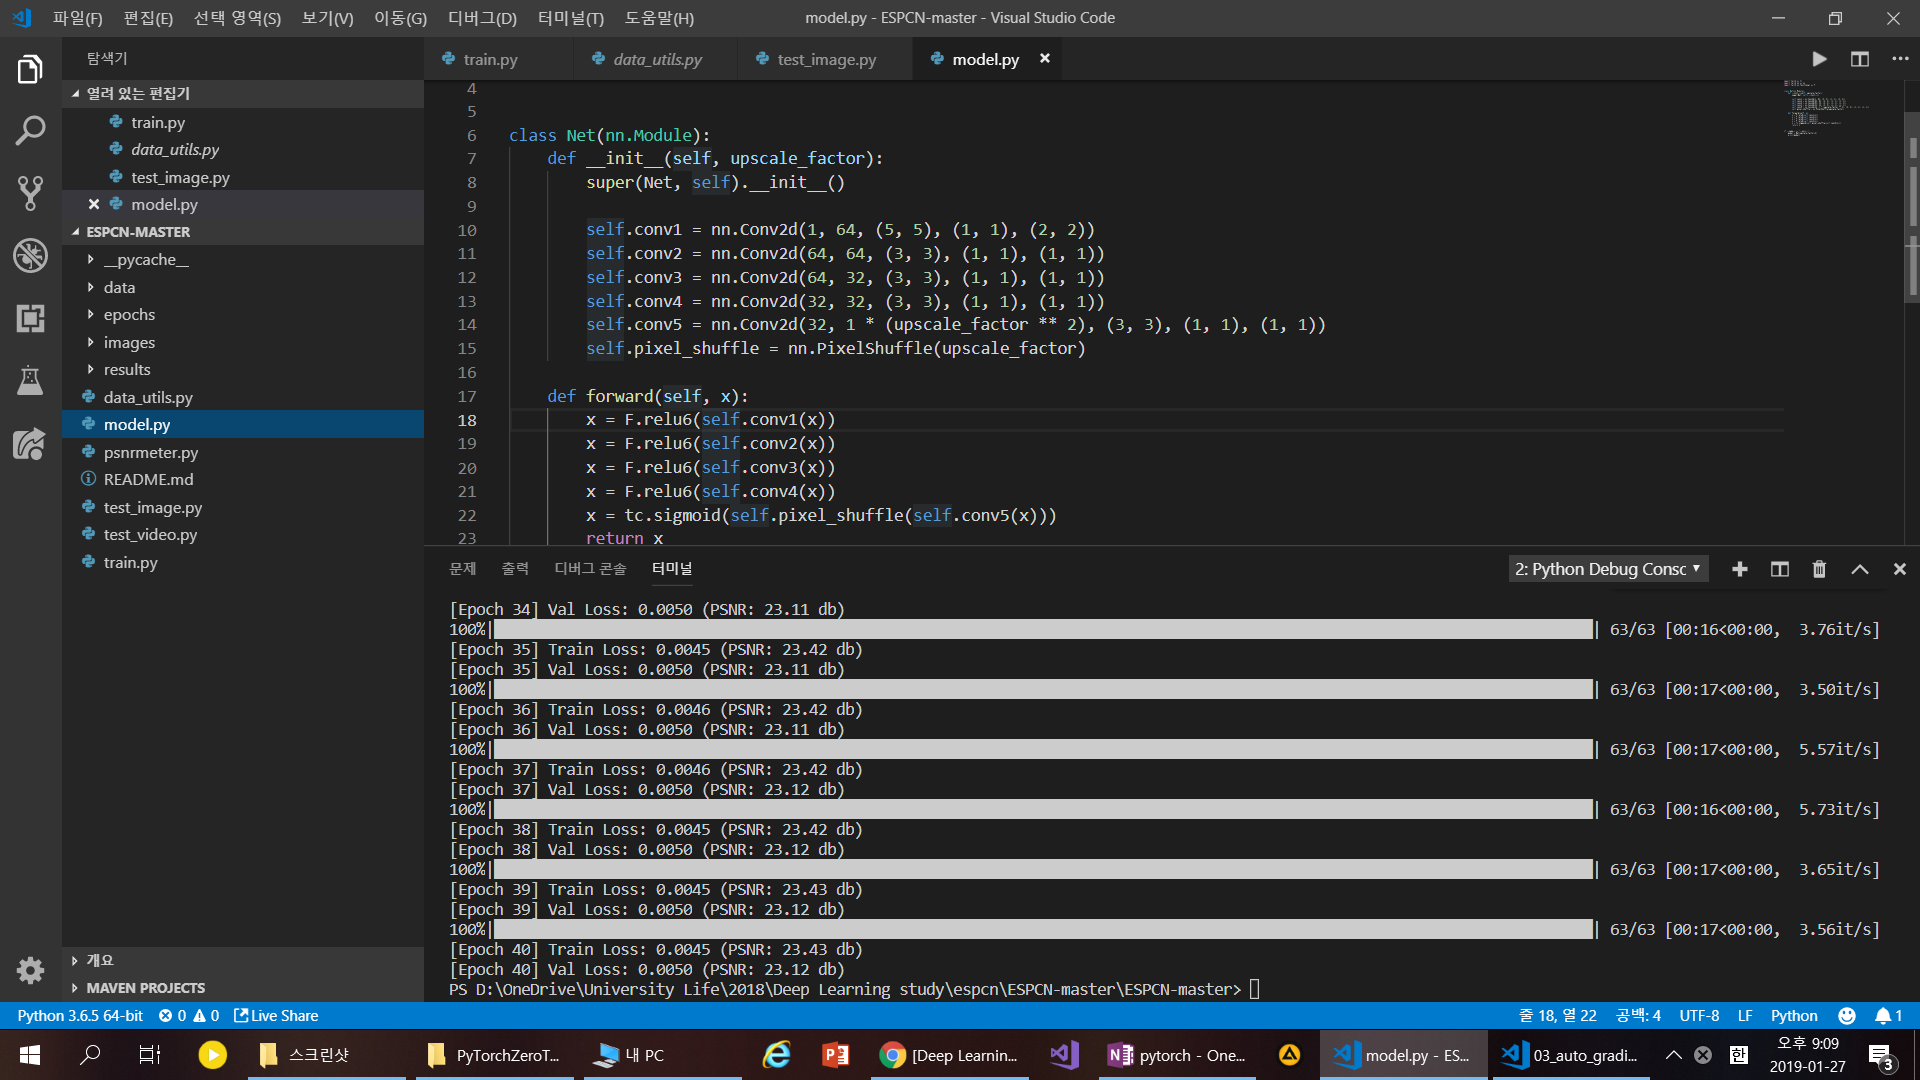 파일(F) 편집(E) 선택 영역(S) 보기(V) 이동(G) 디버그(D) 터미널(T) 도움말(H) model.py - ESPCN-master - Visual Studio Code
탐색기
열려 있는 편집기
train.py
data_utils.py
test_image.py
model.py
ESPCN-MASTER
__pycache__
data
epochs
images
results
data_utils.py
model.py
psnrmeter.py
README.md
test_image.py
test_video.py
train.py
개요
MAVEN PROJECTS
train.py data_utils.py test_image.py model.py
4
5
6 class Net(nn.Module):
7 def __init__(self, upscale_factor):
8 super(Net, self).__init__()
9
10 self.conv1 = nn.Conv2d(1, 64, (5, 5), (1, 1), (2, 2))
11 self.conv2 = nn.Conv2d(64, 64, (3, 3), (1, 1), (1, 1))
12 self.conv3 = nn.Conv2d(64, 32, (3, 3), (1, 1), (1, 1))
13 self.conv4 = nn.Conv2d(32, 32, (3, 3), (1, 1), (1, 1))
14 self.conv5 = nn.Conv2d(32, 1 * (upscale_factor ** 2), (3, 3), (1, 1), (1, 1))
15 self.pixel_shuffle = nn.PixelShuffle(upscale_factor)
16
17 def forward(self, x):
18 x = F.relu6(self.conv1(x))
19 x = F.relu6(self.conv2(x))
20 x = F.relu6(self.conv3(x))
21 x = F.relu6(self.conv4(x))
22 x = tc.sigmoid(self.pixel_shuffle(self.conv5(x)))
23 return x
문제 출력 디버그 콘솔 터미널 2: Python Debug Consc
[Epoch 34] Val Loss: 0.0050 (PSNR: 23.11 db)
100%| | 63/63 [00:16<00:00, 3.76it/s]
[Epoch 35] Train Loss: 0.0045 (PSNR: 23.42 db)
[Epoch 35] Val Loss: 0.0050 (PSNR: 23.11 db)
100%| | 63/63 [00:17<00:00, 3.50it/s]
[Epoch 36] Train Loss: 0.0046 (PSNR: 23.42 db)
[Epoch 36] Val Loss: 0.0050 (PSNR: 23.11 db)
100%| | 63/63 [00:17<00:00, 5.57it/s]
[Epoch 37] Train Loss: 0.0046 (PSNR: 23.42 db)
[Epoch 37] Val Loss: 0.0050 (PSNR: 23.12 db)
100%| | 63/63 [00:16<00:00, 5.73it/s]
[Epoch 38] Train Loss: 0.0045 (PSNR: 23.42 db)
[Epoch 38] Val Loss: 0.0050 (PSNR: 23.12 db)
100%| | 63/63 [00:17<00:00, 3.65it/s]
[Epoch 39] Train Loss: 0.0045 (PSNR: 23.43 db)
[Epoch 39] Val Loss: 0.0050 (PSNR: 23.12 db)
100%| | 63/63 [00:17<00:00, 3.56it/s]
[Epoch 40] Train Loss: 0.0045 (PSNR: 23.43 db)
[Epoch 40] Val Loss: 0.0050 (PSNR: 23.12 db)
PS D:\OneDrive\University Life\2018\Deep Learning study\espcn\ESPCN-master\ESPCN-master>
Python 3.6.5 64-bit 0 0 Live Share 줄 18, 열 22 공백: 4 UTF-8 LF Python 1
스크린샷 PyTorchZeroT... 내 PC [Deep Learnin... pytorch - One... model.py - ES... 03_auto_gradi... 한 오후 9:09
2019-01-27 3